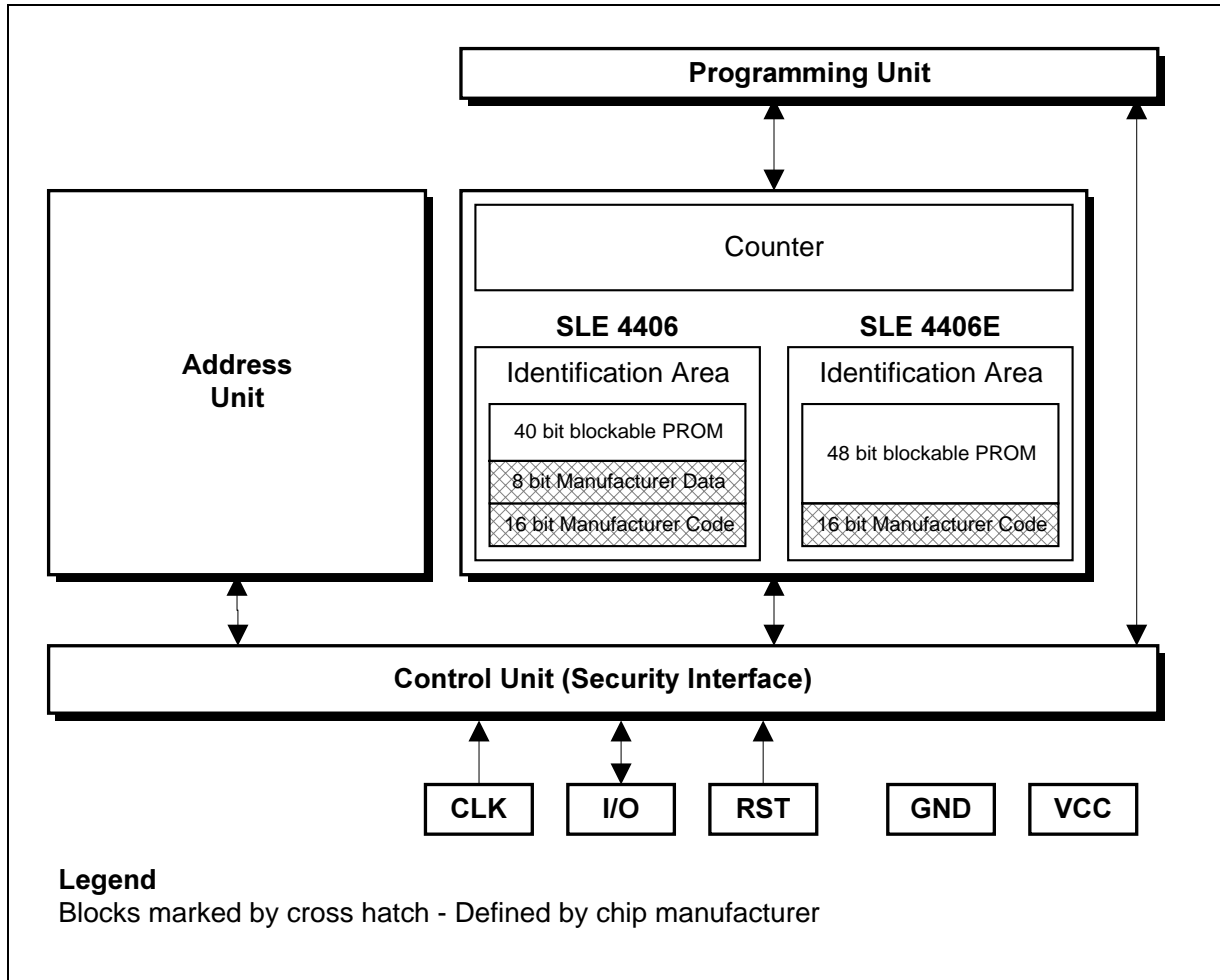 Programming Unit
Counter
SLE 4406
SLE 4406E
Address
Unit
Identification Area
Identification Area
40 bit blockable PROM
8 bit Manufacturer Data
16 bit Manufacturer Code
48 bit blockable PROM
16 bit Manufacturer Code
Control Unit (Security Interface)
CLK
I/O
RST
GND
VCC
Legend
Blocks marked by cross hatch - Defined by chip manufacturer